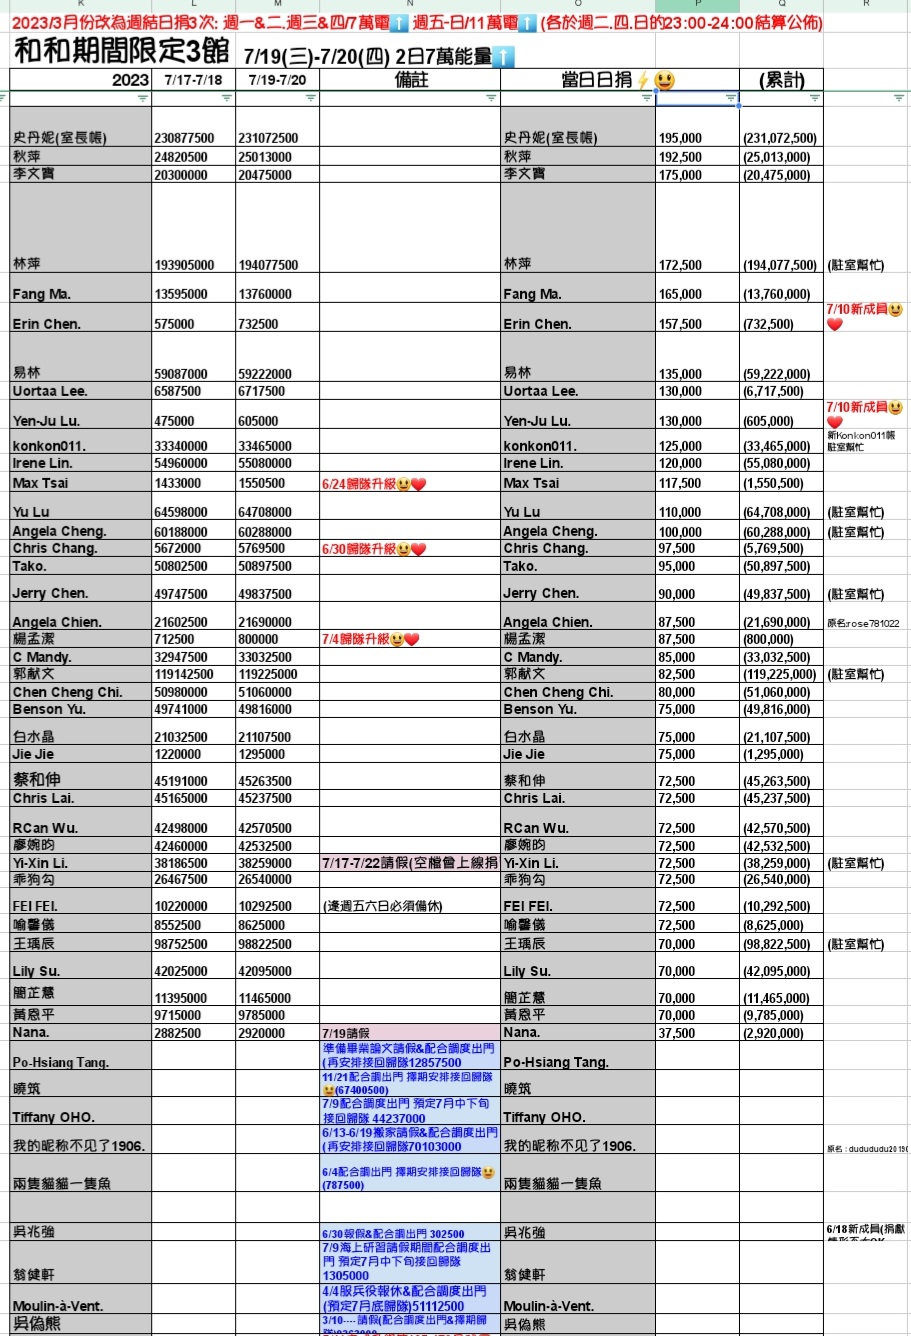 K L M N O P Q R
2023/3月份改為週結日捐3次: 週一&二.週三&四/7萬電⬆️ 週五-日/11萬電⬆️ (各於週二.四.日的23:00-24:00結算公佈)
和和期間限定3館 7/19(三)-7/20(四) 2日7萬能量⬆️
2023 7/17-7/18 7/19-7/20 備註 當日日捐⚡😃 (累計)
史丹妮(室長帳) 230877500 231072500 史丹妮(室長帳) 195,000 (231,072,500)
秋萍 24820500 25013000 秋萍 192,500 (25,013,000)
李文寶 20300000 20475000 李文寶 175,000 (20,475,000)
林萍 193905000 194077500 林萍 172,500 (194,077,500) (駐室幫忙)
Fang Ma. 13595000 13760000 Fang Ma. 165,000 (13,760,000)
Erin Chen. 575000 732500 Erin Chen. 157,500 (732,500) 7/10新成員😃❤️
易林 59087000 59222000 易林 135,000 (59,222,000)
Uortaa Lee. 6587500 6717500 Uortaa Lee. 130,000 (6,717,500)
Yen-Ju Lu. 475000 605000 Yen-Ju Lu. 130,000 (605,000) 7/10新成員😃❤️
konkon011. 33340000 33465000 konkon011. 125,000 (33,465,000) 新Konkon011帳
駐室幫忙
Irene Lin. 54960000 55080000 Irene Lin. 120,000 (55,080,000)
Max Tsai 1433000 1550500 6/24歸隊升級😃❤️ Max Tsai 117,500 (1,550,500)
Yu Lu 64598000 64708000 Yu Lu 110,000 (64,708,000) (駐室幫忙)
Angela Cheng. 60188000 60288000 Angela Cheng. 100,000 (60,288,000) (駐室幫忙)
Chris Chang. 5672000 5769500 6/30歸隊升級😃❤️ Chris Chang. 97,500 (5,769,500)
Tako. 50802500 50897500 Tako. 95,000 (50,897,500)
Jerry Chen. 49747500 49837500 Jerry Chen. 90,000 (49,837,500) (駐室幫忙)
Angela Chien. 21602500 21690000 Angela Chien. 87,500 (21,690,000) 原名:rose781022
楊孟潔 712500 800000 7/4歸隊升級😃❤️ 楊孟潔 87,500 (800,000)
C Mandy. 32947500 33032500 C Mandy. 85,000 (33,032,500)
郭献文 119142500 119225000 郭献文 82,500 (119,225,000) (駐室幫忙)
Chen Cheng Chi. 50980000 51060000 Chen Cheng Chi. 80,000 (51,060,000)
Benson Yu. 49741000 49816000 Benson Yu. 75,000 (49,816,000)
白水晶 21032500 21107500 白水晶 75,000 (21,107,500)
Jie Jie 1220000 1295000 Jie Jie 75,000 (1,295,000)
蔡和伸 45191000 45263500 蔡和伸 72,500 (45,263,500)
Chris Lai. 45165000 45237500 Chris Lai. 72,500 (45,237,500)
RCan Wu. 42498000 42570500 RCan Wu. 72,500 (42,570,500)
廖婉昀 42460000 42532500 廖婉昀 72,500 (42,532,500)
Yi-Xin Li. 38186500 38259000 7/17-7/22請假(空檔曾上線捐 Yi-Xin Li. 72,500 (38,259,000) (駐室幫忙)
乖狗勾 26467500 26540000 乖狗勾 72,500 (26,540,000)
FEI FEI. 10220000 10292500 (逢週五六日必須備休) FEI FEI. 72,500 (10,292,500)
喻馨儀 8552500 8625000 喻馨儀 72,500 (8,625,000)
王瑀辰 98752500 98822500 王瑀辰 70,000 (98,822,500) (駐室幫忙)
Lily Su. 42025000 42095000 Lily Su. 70,000 (42,095,000)
簡芷慧 11395000 11465000 簡芷慧 70,000 (11,465,000)
黃恩平 9715000 9785000 黃恩平 70,000 (9,785,000)
Nana. 2882500 2920000 7/19請假 Nana. 37,500 (2,920,000)
Po-Hsiang Tang. 準備畢業論文請假&配合調度出門 Po-Hsiang Tang.
(再安排接回歸隊12857500
曉筑 11/21配合調出門 擇期安排接回歸隊 曉筑
😃(67400500)
Tiffany OHO. 7/9配合調度出門 預定7月中下旬 Tiffany OHO.
接回歸隊 44237000
我的昵称不见了1906. 6/13-6/19搬家請假&配合調度出門 我的昵称不见了1906.
(再安排接回歸隊70103000 原名:dudududu20190
兩隻貓貓一隻魚 6/4配合調出門 擇期安排接回歸隊😃 兩隻貓貓一隻魚
(787500)
吳兆強 6/30報假&配合調出門 302500 吳兆強 6/18新成員(捐獻
翁健軒 7/9海上研習請假期間配合調度出 翁健軒
門 預定7月中下旬接回歸隊
1305000
Moulin-à-Vent. 4/4服兵役報休&配合調度出門 Moulin-à-Vent.
(預定7月底歸隊)51112500
吳偽熊 3/10----請假(配合調度出門&擇期歸 吳偽熊